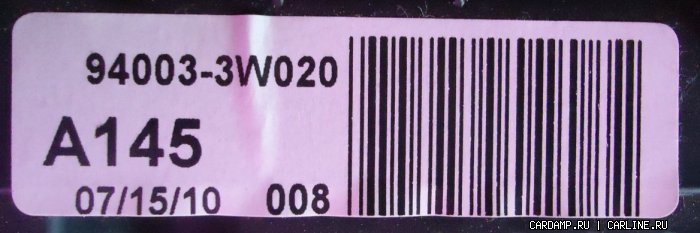 94003-3W020
A145
07/15/10 008
CARDAMP.RU | CARLINE.RU